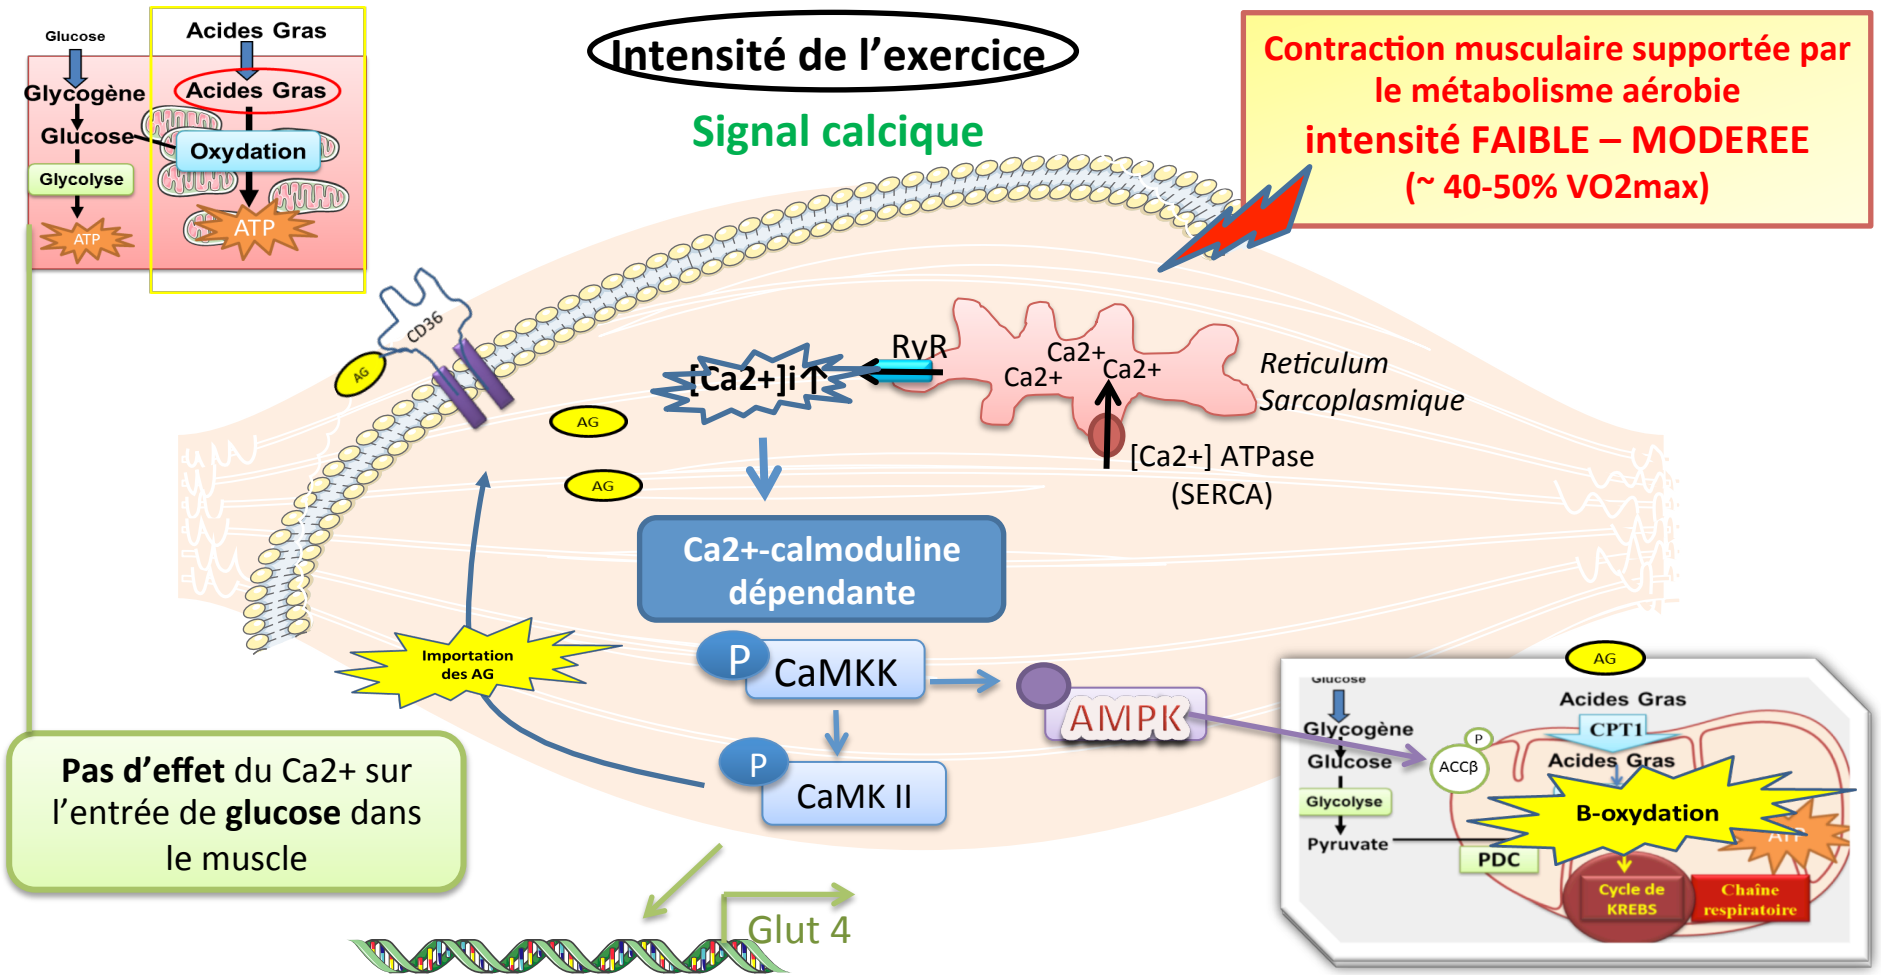 Glucose
Acides Gras
Glycogène
Acides Gras
Glucose
Oxydation
Glycolyse
ATP
ATP
Intensité de l’exercice
Signal calcique
Contraction musculaire supportée par
le métabolisme aérobie
intensité FAIBLE – MODEREE
(~ 40-50% VO2max)
CD36
AG
AG
AG
[Ca2+]i↑
RyR
Ca2+
Ca2+
Ca2+
Reticulum
Sarcoplasmique
[Ca2+] ATPase
(SERCA)
Ca2+-calmoduline
dépendante
P
CaMKK
AMPK
P
CaMK II
Importation
des AG
Pas d’effet du Ca2+ sur
l’entrée de glucose dans
le muscle
Glut 4
AG
Glucose
Acides Gras
Glycogène
CPT1
P
ACCβ
Glucose
Acides Gras
Glycolyse
B-oxydation
ATP
Pyruvate
PDC
Cycle de
KREBS
Chaîne
respiratoire